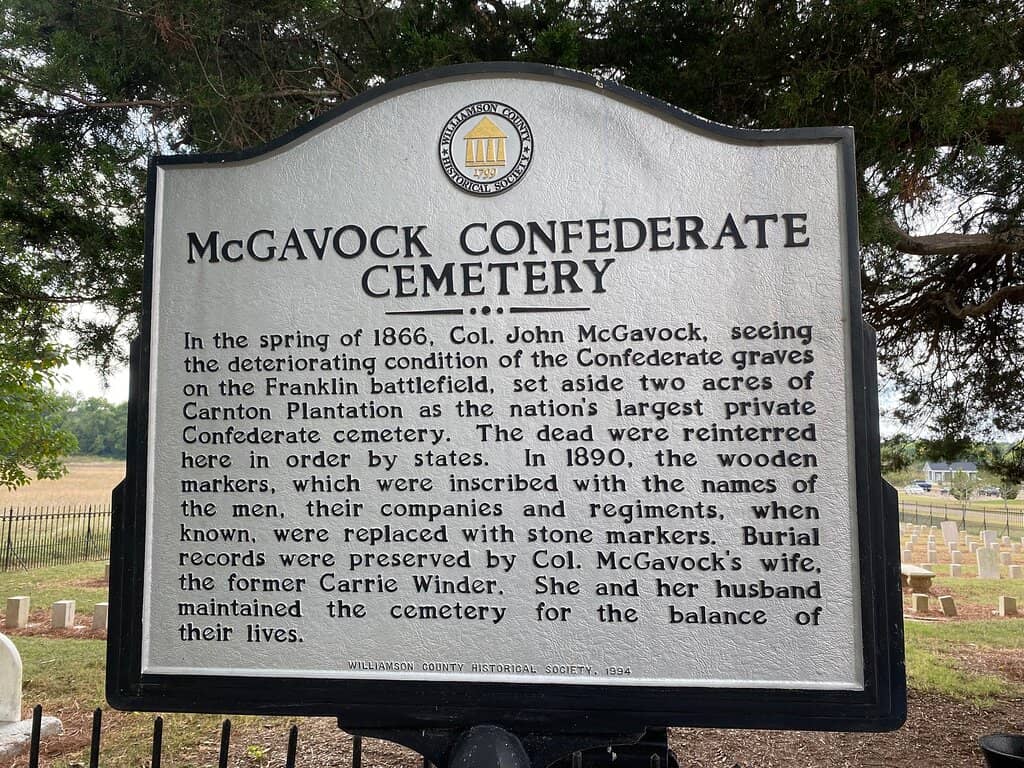 WILLIAMSON COUNTY
1799
HISTORICAL SOCIETY
McGAVOCK CONFEDERATE
CEMETERY
In the spring of 1866, Col. John McGavock, seeing
the deteriorating condition of the Confederate graves
on the Franklin battlefield, set aside two acres of
Carnton Plantation as the nation's largest private
Confederate cemetery. The dead were reinterred
here in order by states. In 1890, the wooden
markers, which were inscribed with the names of
the men, their companies and regiments, when
known, were replaced with stone markers. Burial
records were preserved by Col. McGavock's wife,
the former Carrie Winder. She and her husband
maintained the cemetery for the balance of
their lives.
WILLIAMSON COUNTY HISTORICAL SOCIETY, 1994